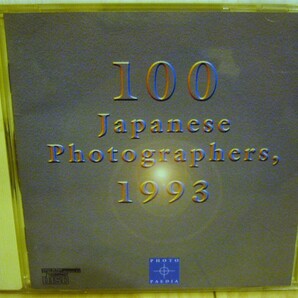 100
Japanese
Photographers,
1993
PHOTO
PAEDIA